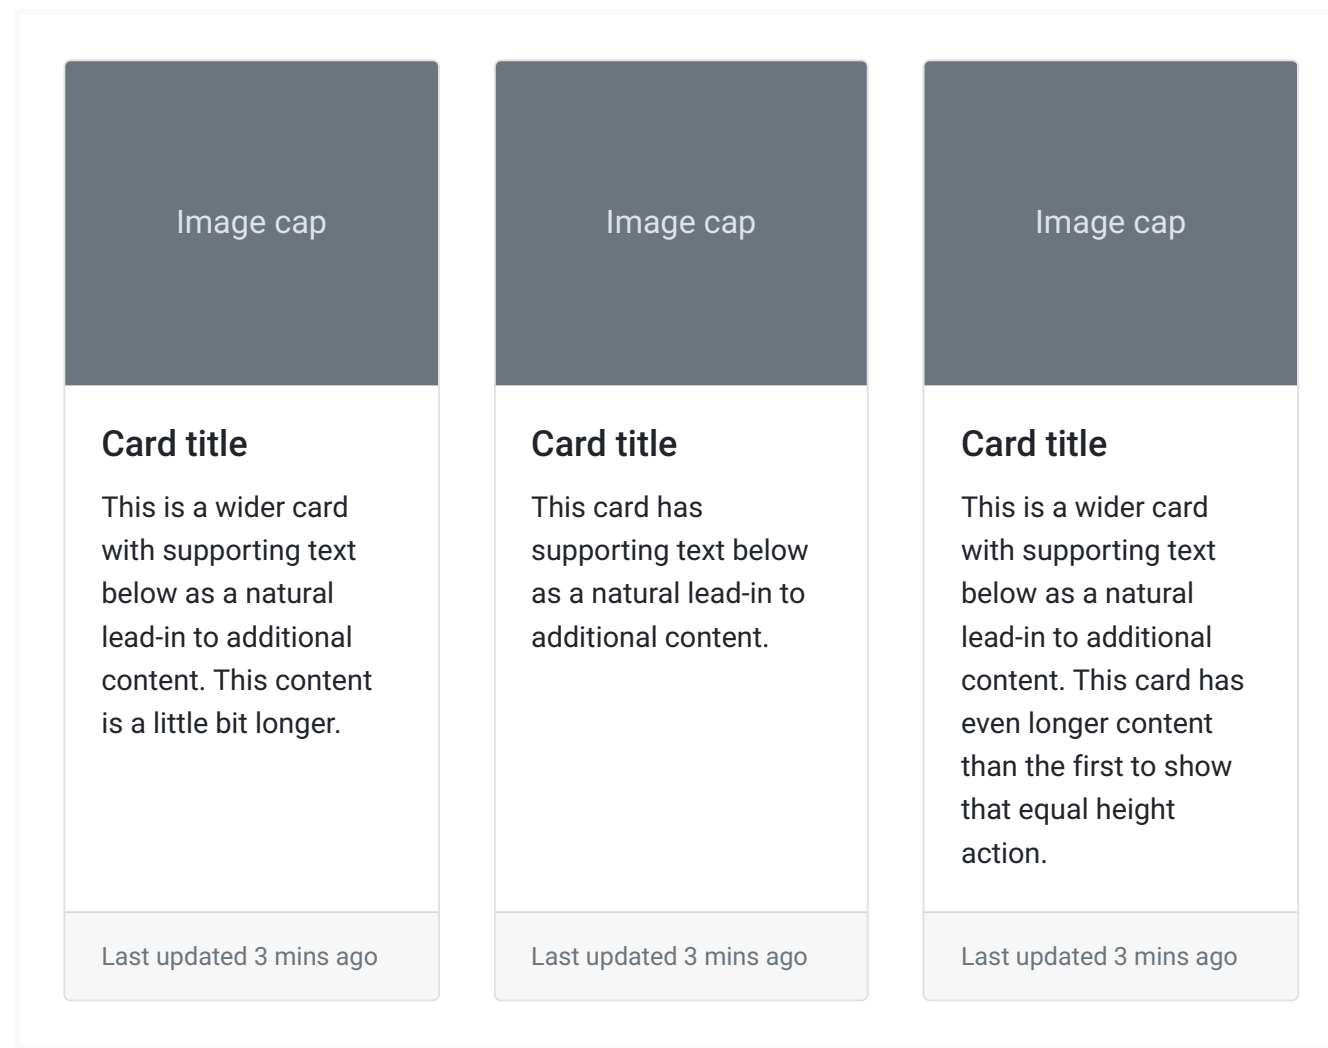 Image cap
Card title
This is a wider card
with supporting text
below as a natural
lead-in to additional
content. This content
is a little bit longer.
Last updated 3 mins ago
Image cap
Card title
This card has
supporting text below
as a natural lead-in to
additional content.
Last updated 3 mins ago
Image cap
Card title
This is a wider card
with supporting text
below as a natural
lead-in to additional
content. This card has
even longer content
than the first to show
that equal height
action.
Last updated 3 mins ago